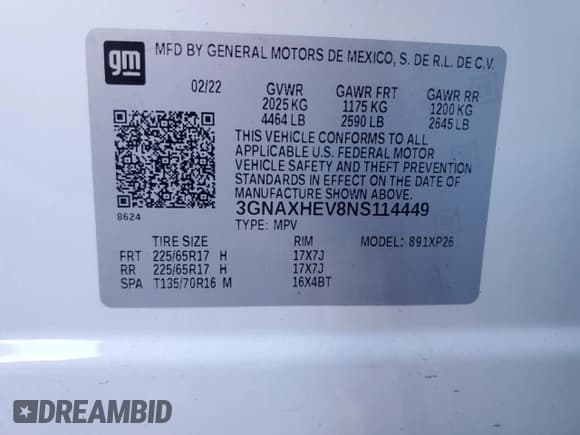 gm
MFD BY GENERAL MOTORS DE MEXICO, S. DE R.L. DE C.V.
02/22 GVWR GAWR FRT GAWR RR
2025 KG 1175 KG 1200 KG
4464 LB 2590 LB 2645 LB
THIS VEHICLE CONFORMS TO ALL
APPLICABLE U.S. FEDERAL MOTOR
VEHICLE SAFETY AND THEFT PREVENTION
STANDARDS IN EFFECT ON THE DATE OF
MANUFACTURE SHOWN ABOVE.
8624 3GNAXHEV8NS114449
TYPE: MPV
TIRE SIZE RIM MODEL: 891XP26
FRT 225/65R17 H 17X7J
RR 225/65R17 H 17X7J
SPA T135/70R16 M 16X4BT
DREAMBID